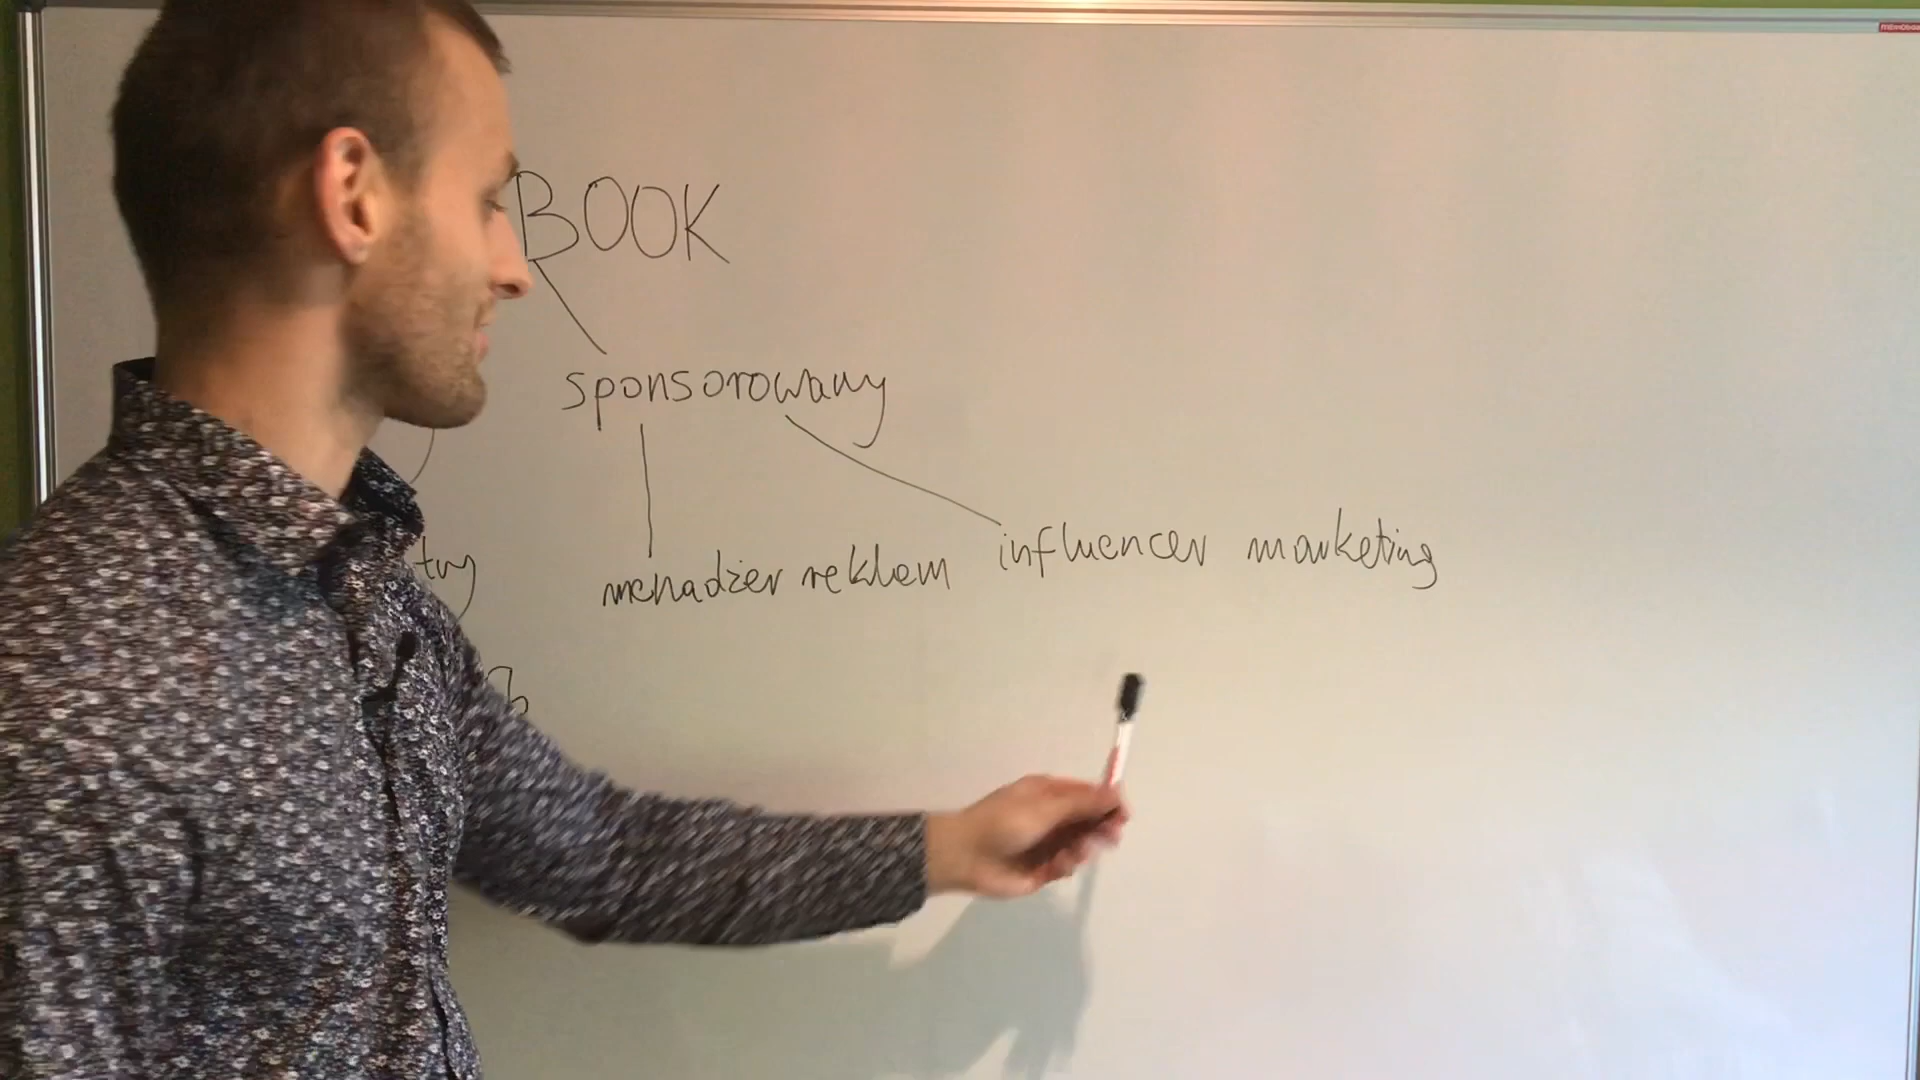 BOOK
sponsorowany
menadżer reklam
influencer marketing